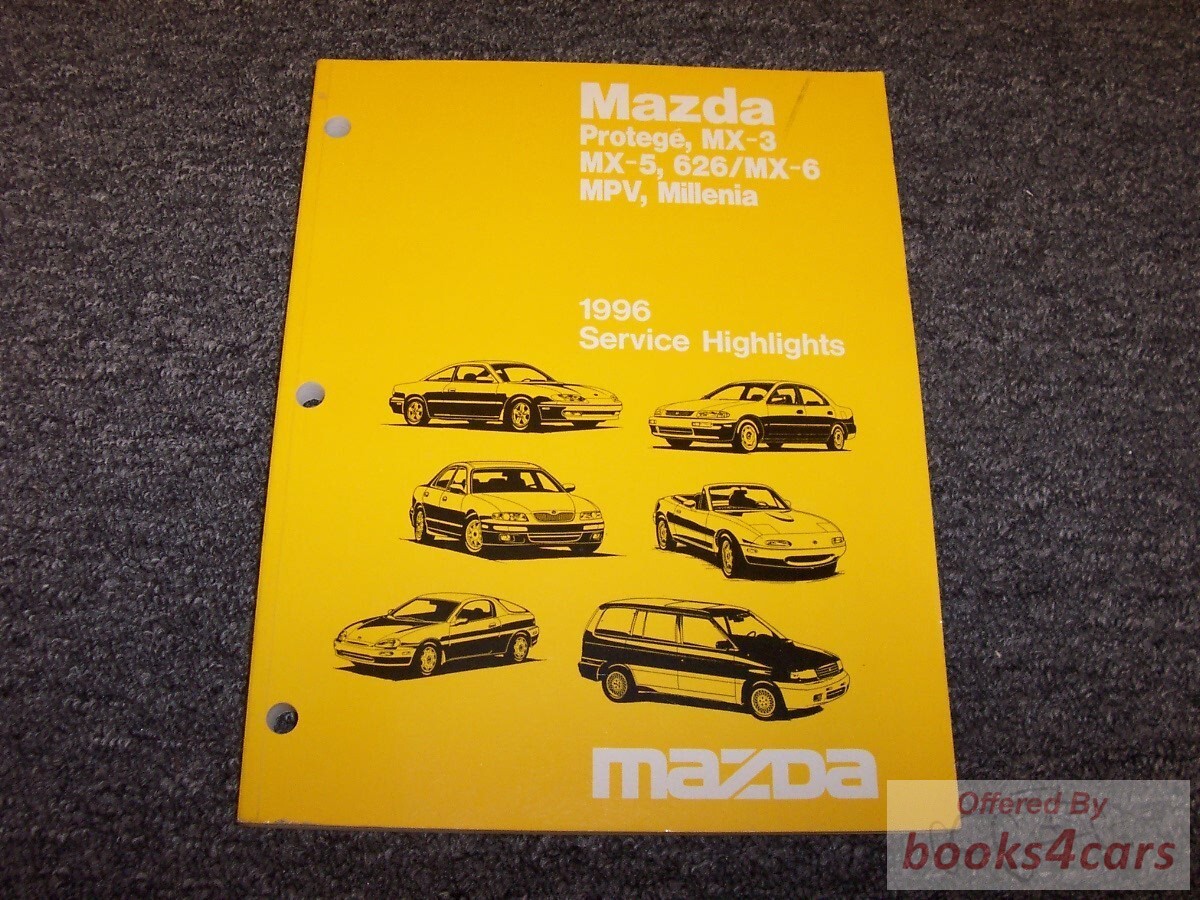 Mazda
Protegé, MX-3
MX-5, 626/MX-6
MPV, Millenia
1996
Service Highlights
mazda
Offered By
books4cars